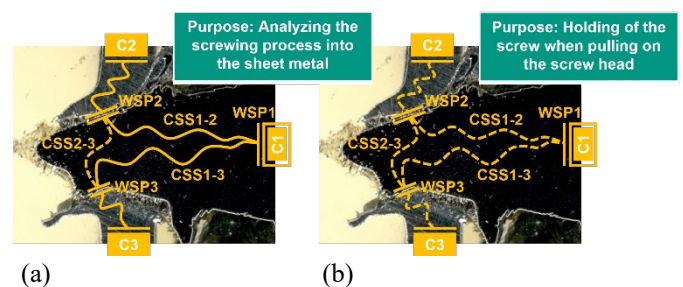 Purpose: Analyzing the
screwing process into
the sheet metal
C2
WSP2
CSS1-2
WSP1
C1
CSS2-3
WSP3
CSS1-3
C3
(a)
Purpose: Holding of the
screw when pulling on
the screw head
C2
WSP2
CSS1-2
WSP1
C1
CSS2-3
WSP3
CSS1-3
C3
(b)